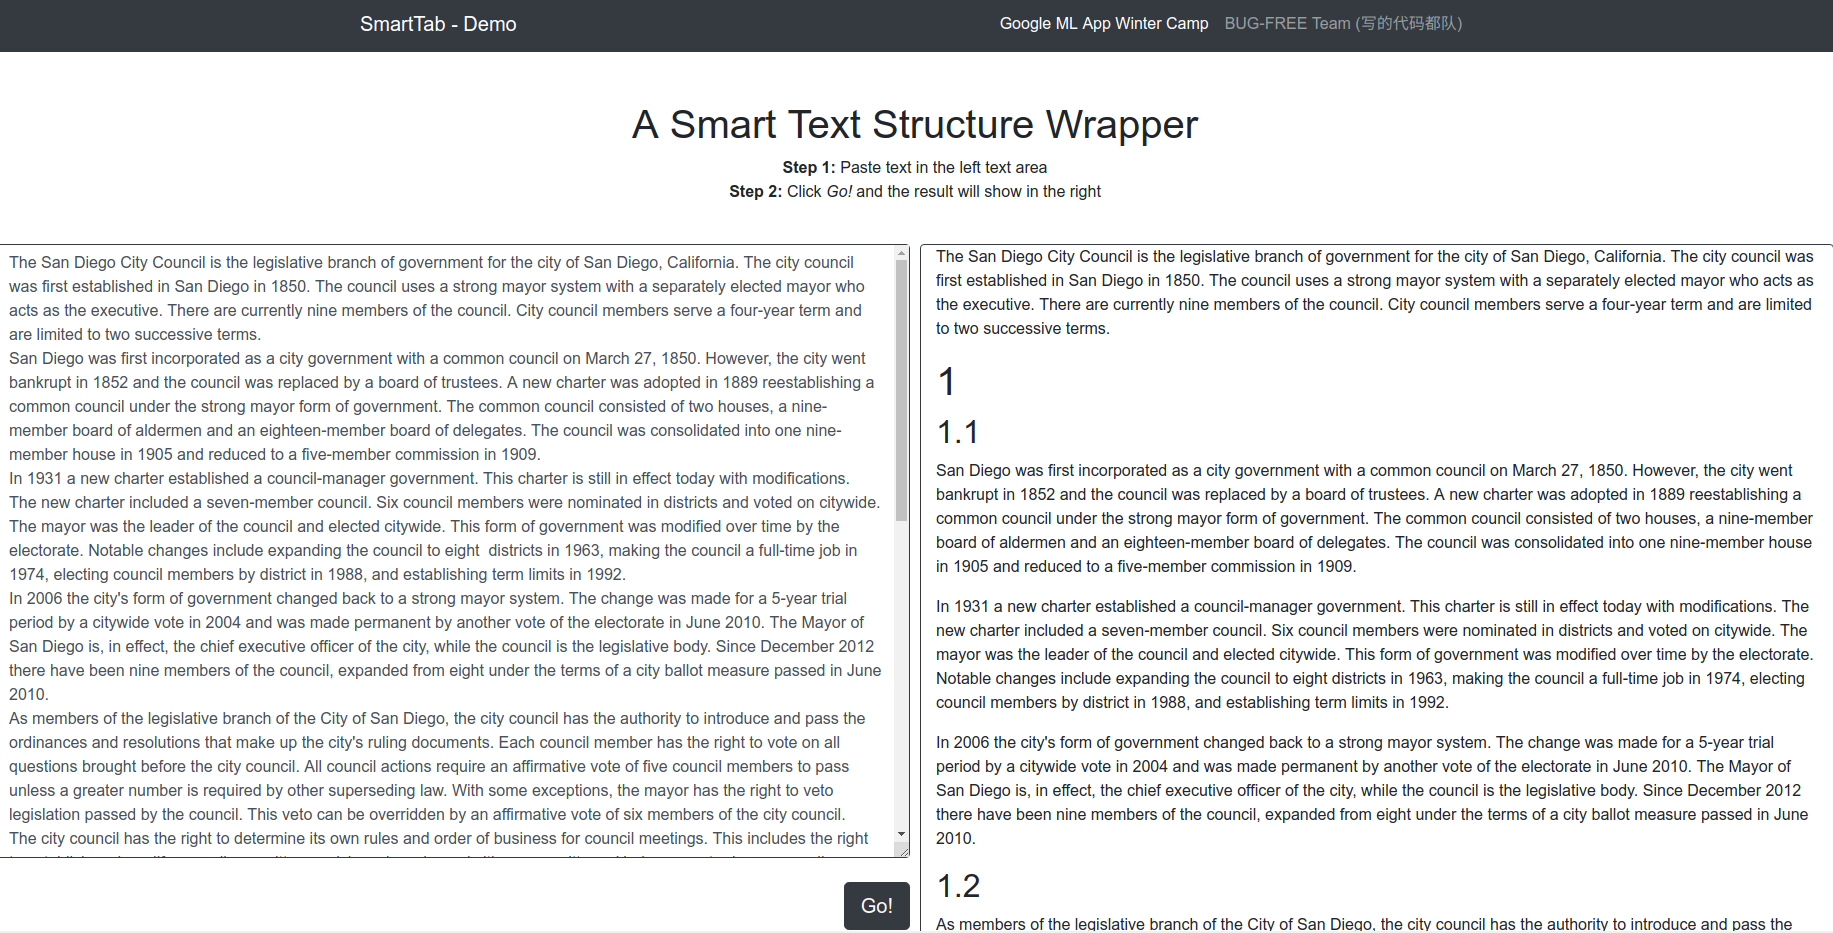 SmartTab - Demo
Google ML App Winter Camp BUG-FREE Team (写的代码都队)
A Smart Text Structure Wrapper
Step 1: Paste text in the left text area
Step 2: Click Go! and the result will show in the right
The San Diego City Council is the legislative branch of government for the city of San Diego, California. The city council
was first established in San Diego in 1850. The council uses a strong mayor system with a separately elected mayor who
acts as the executive. There are currently nine members of the council. City council members serve a four-year term and
are limited to two successive terms.
San Diego was first incorporated as a city government with a common council on March 27, 1850. However, the city went
bankrupt in 1852 and the council was replaced by a board of trustees. A new charter was adopted in 1889 reestablishing a
common council under the strong mayor form of government. The common council consisted of two houses, a nine-
member board of aldermen and an eighteen-member board of delegates. The council was consolidated into one nine-
member house in 1905 and reduced to a five-member commission in 1909.
In 1931 a new charter established a council-manager government. This charter is still in effect today with modifications.
The new charter included a seven-member council. Six council members were nominated in districts and voted on citywide.
The mayor was the leader of the council and elected citywide. This form of government was modified over time by the
electorate. Notable changes include expanding the council to eight  districts in 1963, making the council a full-time job in
1974, electing council members by district in 1988, and establishing term limits in 1992.
In 2006 the city's form of government changed back to a strong mayor system. The change was made for a 5-year trial
period by a citywide vote in 2004 and was made permanent by another vote of the electorate in June 2010. The Mayor of
San Diego is, in effect, the chief executive officer of the city, while the council is the legislative body. Since December 2012
there have been nine members of the council, expanded from eight under the terms of a city ballot measure passed in June
2010.
As members of the legislative branch of the City of San Diego, the city council has the authority to introduce and pass the
ordinances and resolutions that make up the city's ruling documents. Each council member has the right to vote on all
questions brought before the city council. All council actions require an affirmative vote of five council members to pass
unless a greater number is required by other superseding law. With some exceptions, the mayor has the right to veto
legislation passed by the council. This veto can be overridden by an affirmative vote of six members of the city council.
The city council has the right to determine its own rules and order of business for council meetings. This includes the right
Go!
The San Diego City Council is the legislative branch of government for the city of San Diego, California. The city council was
first established in San Diego in 1850. The council uses a strong mayor system with a separately elected mayor who acts as
the executive. There are currently nine members of the council. City council members serve a four-year term and are limited
to two successive terms.
1
1.1
San Diego was first incorporated as a city government with a common council on March 27, 1850. However, the city went
bankrupt in 1852 and the council was replaced by a board of trustees. A new charter was adopted in 1889 reestablishing a
common council under the strong mayor form of government. The common council consisted of two houses, a nine-member
board of aldermen and an eighteen-member board of delegates. The council was consolidated into one nine-member house
in 1905 and reduced to a five-member commission in 1909.
In 1931 a new charter established a council-manager government. This charter is still in effect today with modifications. The
new charter included a seven-member council. Six council members were nominated in districts and voted on citywide. The
mayor was the leader of the council and elected citywide. This form of government was modified over time by the electorate.
Notable changes include expanding the council to eight districts in 1963, making the council a full-time job in 1974, electing
council members by district in 1988, and establishing term limits in 1992.
In 2006 the city's form of government changed back to a strong mayor system. The change was made for a 5-year trial
period by a citywide vote in 2004 and was made permanent by another vote of the electorate in June 2010. The Mayor of
San Diego is, in effect, the chief executive officer of the city, while the council is the legislative body. Since December 2012
there have been nine members of the council, expanded from eight under the terms of a city ballot measure passed in June
2010.
1.2
As members of the legislative branch of the City of San Diego, the city council has the authority to introduce and pass the